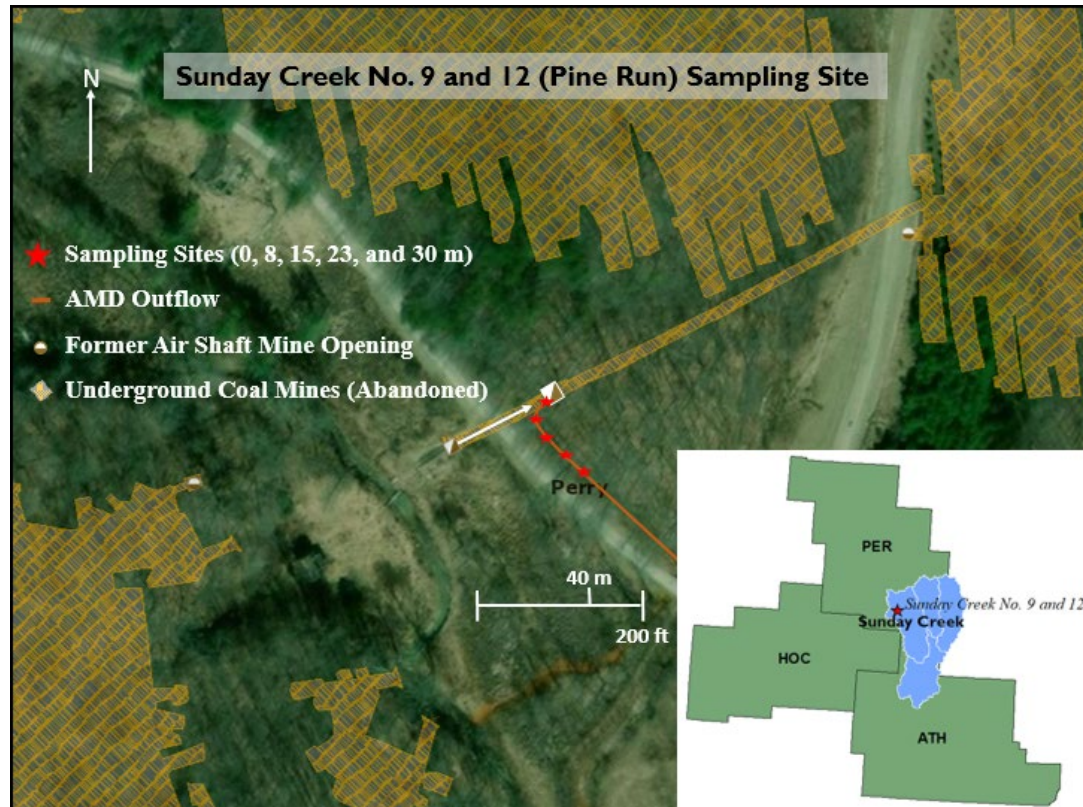 Sunday Creek No. 9 and 12 (Pine Run) Sampling Site
N
Sampling Sites (0, 8, 15, 23, and 30 m)
AMD Outflow
Former Air Shaft Mine Opening
Underground Coal Mines (Abandoned)
Perry
40 m
200 ft
PER
Sunday Creek No. 9 and 12
Sunday Creek
HOC
ATH